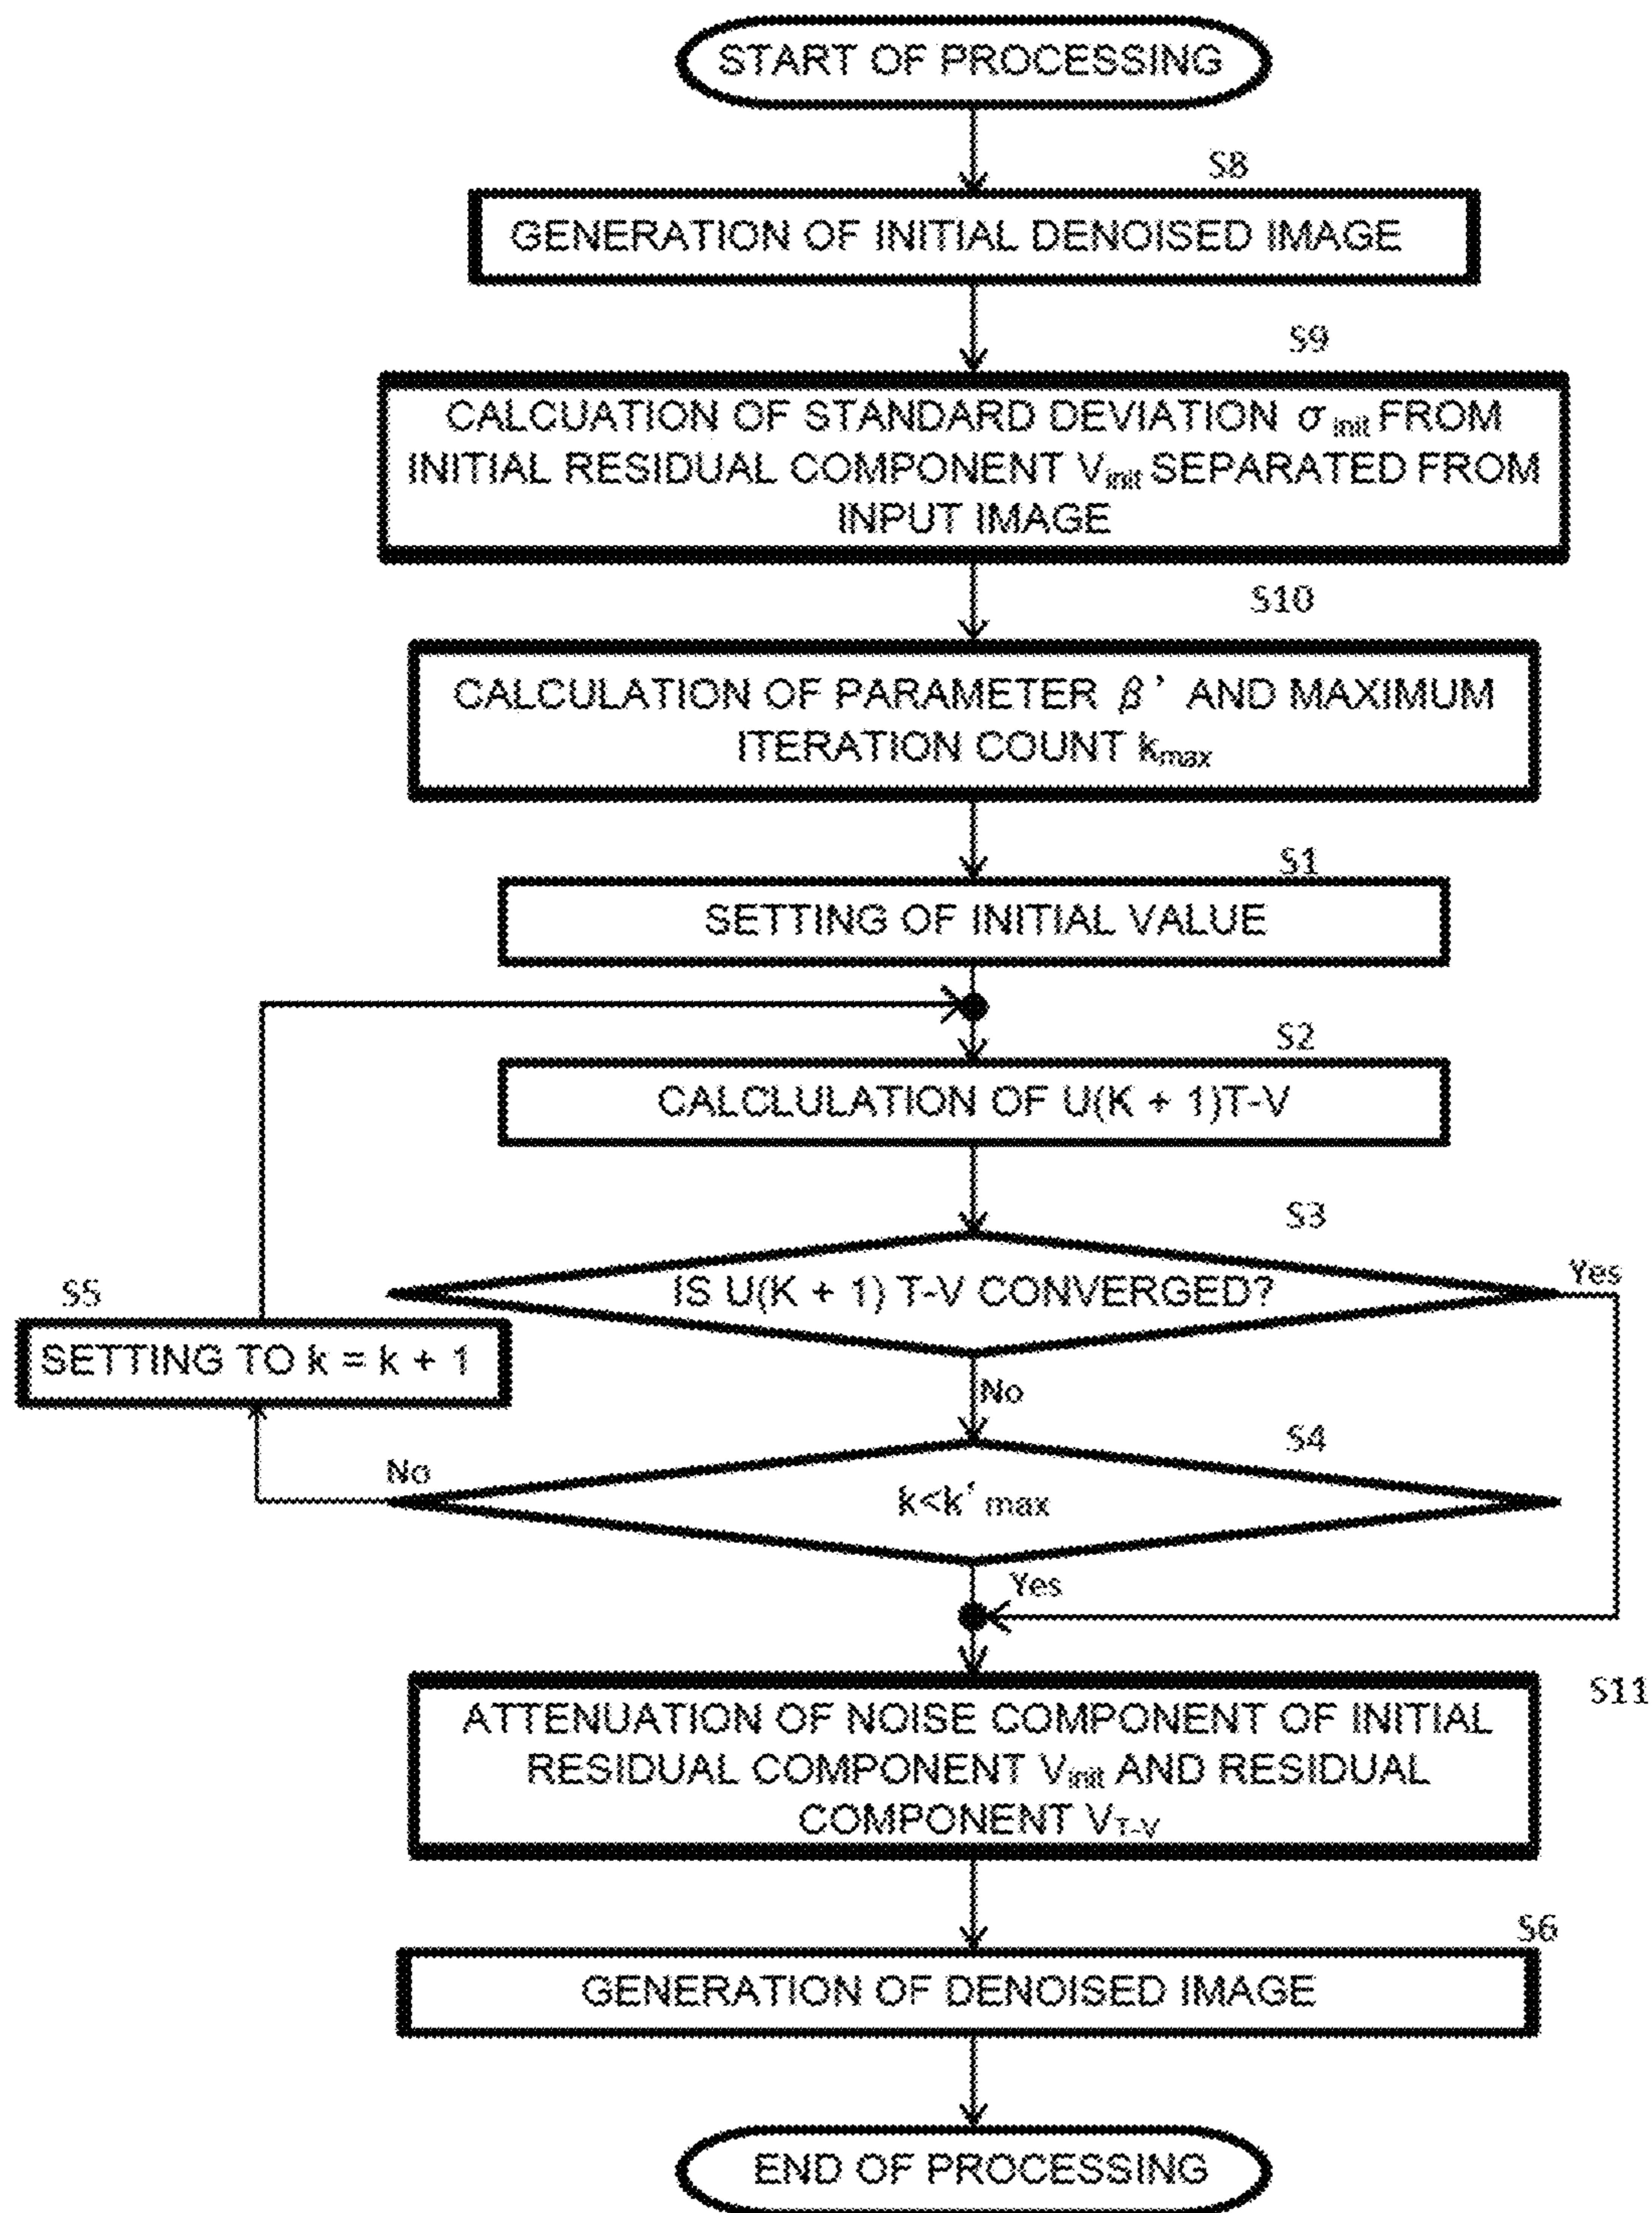 START OF PROCESSING
S8
GENERATION OF INITIAL DENOISED IMAGE
S9
CALCUATION OF STANDARD DEVIATION σ init FROM
INITIAL RESIDUAL COMPONENT Vinit SEPARATED FROM
INPUT IMAGE
S10
CALCULATION OF PARAMETER β' AND MAXIMUM
ITERATION COUNT kmax
S1
SETTING OF INITIAL VALUE
S2
CALCLULATION OF U(K + 1)T-V
S3
IS U(K + 1) T-V CONVERGED?
Yes
S5
SETTING TO k = k + 1
No
S4
No
k<k' max
Yes
S11
ATTENUATION OF NOISE COMPONENT OF INITIAL
RESIDUAL COMPONENT Vinit AND RESIDUAL
COMPONENT VT-V
S6
GENERATION OF DENOISED IMAGE
END OF PROCESSING